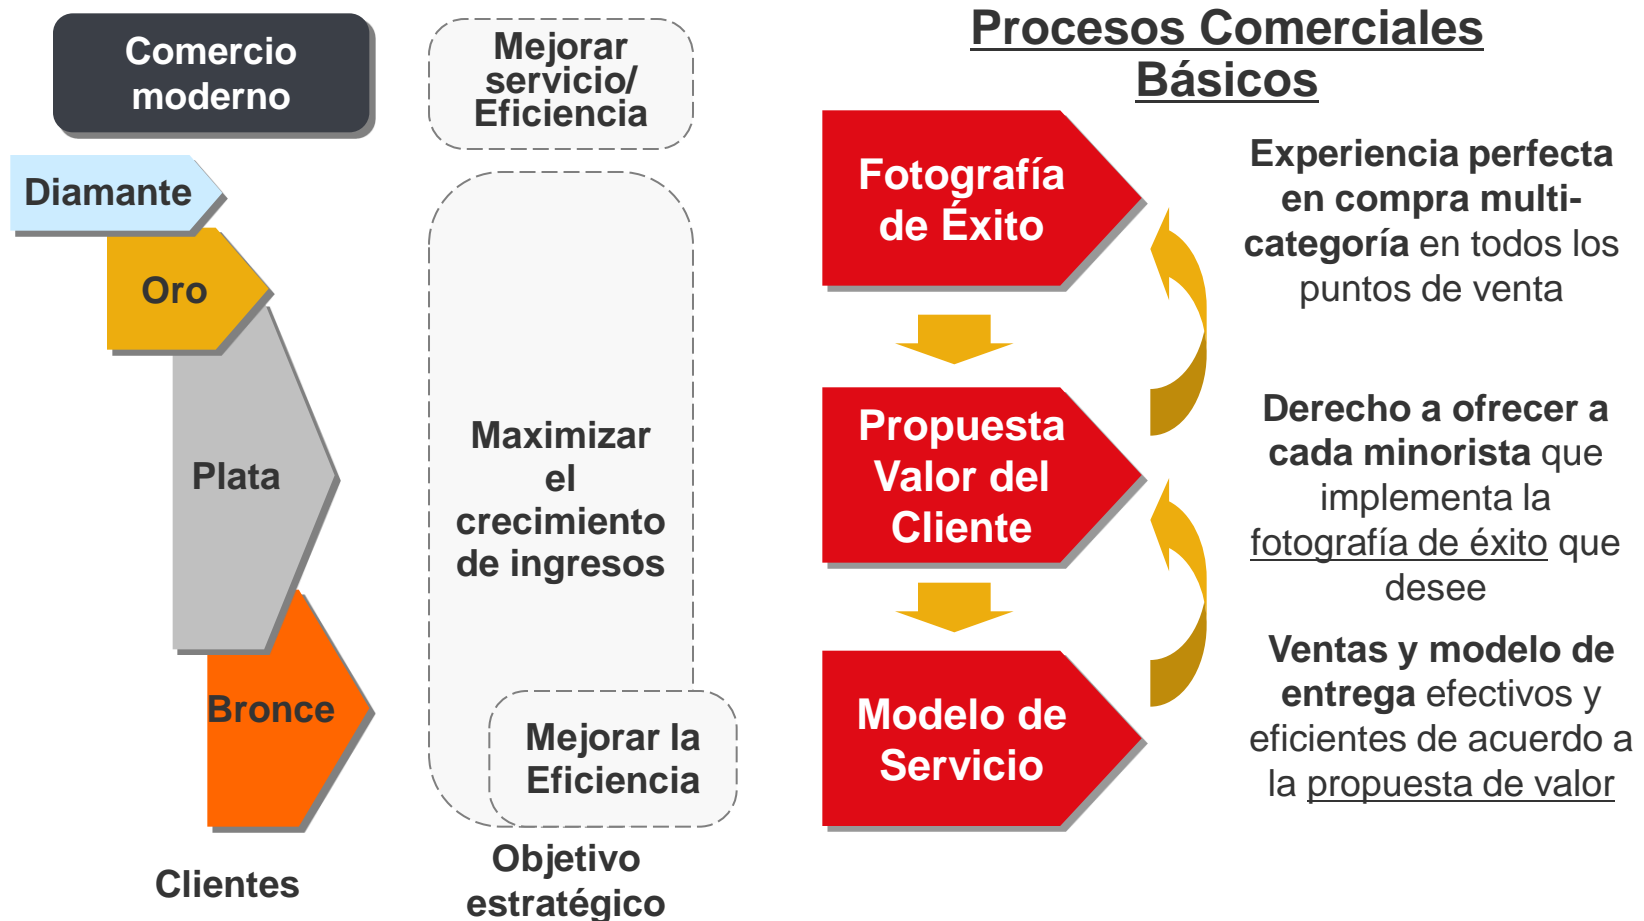 Comercio
moderno
Diamante
Oro
Plata
Bronce
Clientes
Mejorar
servicio/
Eficiencia
Maximizar
el
crecimiento
de ingresos
Mejorar la
Eficiencia
Objetivo
estratégico
Procesos Comerciales
Básicos
Fotografía
de Éxito
Experiencia perfecta
en compra multi-
categoría en todos los
puntos de venta
Propuesta
Valor del
Cliente
Derecho a ofrecer a
cada minorista que
implementa la
fotografía de éxito que
desee
Modelo de
Servicio
Ventas y modelo de
entrega efectivos y
eficientes de acuerdo a
la propuesta de valor